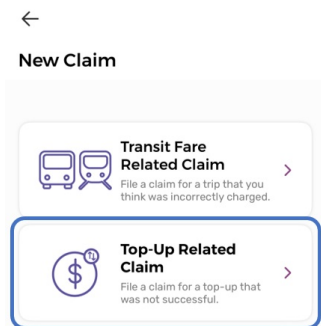 New Claim
Transit Fare
Related Claim
File a claim for a trip that you
think was incorrectly charged.
Top-Up Related
Claim
$
File a claim for a top-up that
was not successful.